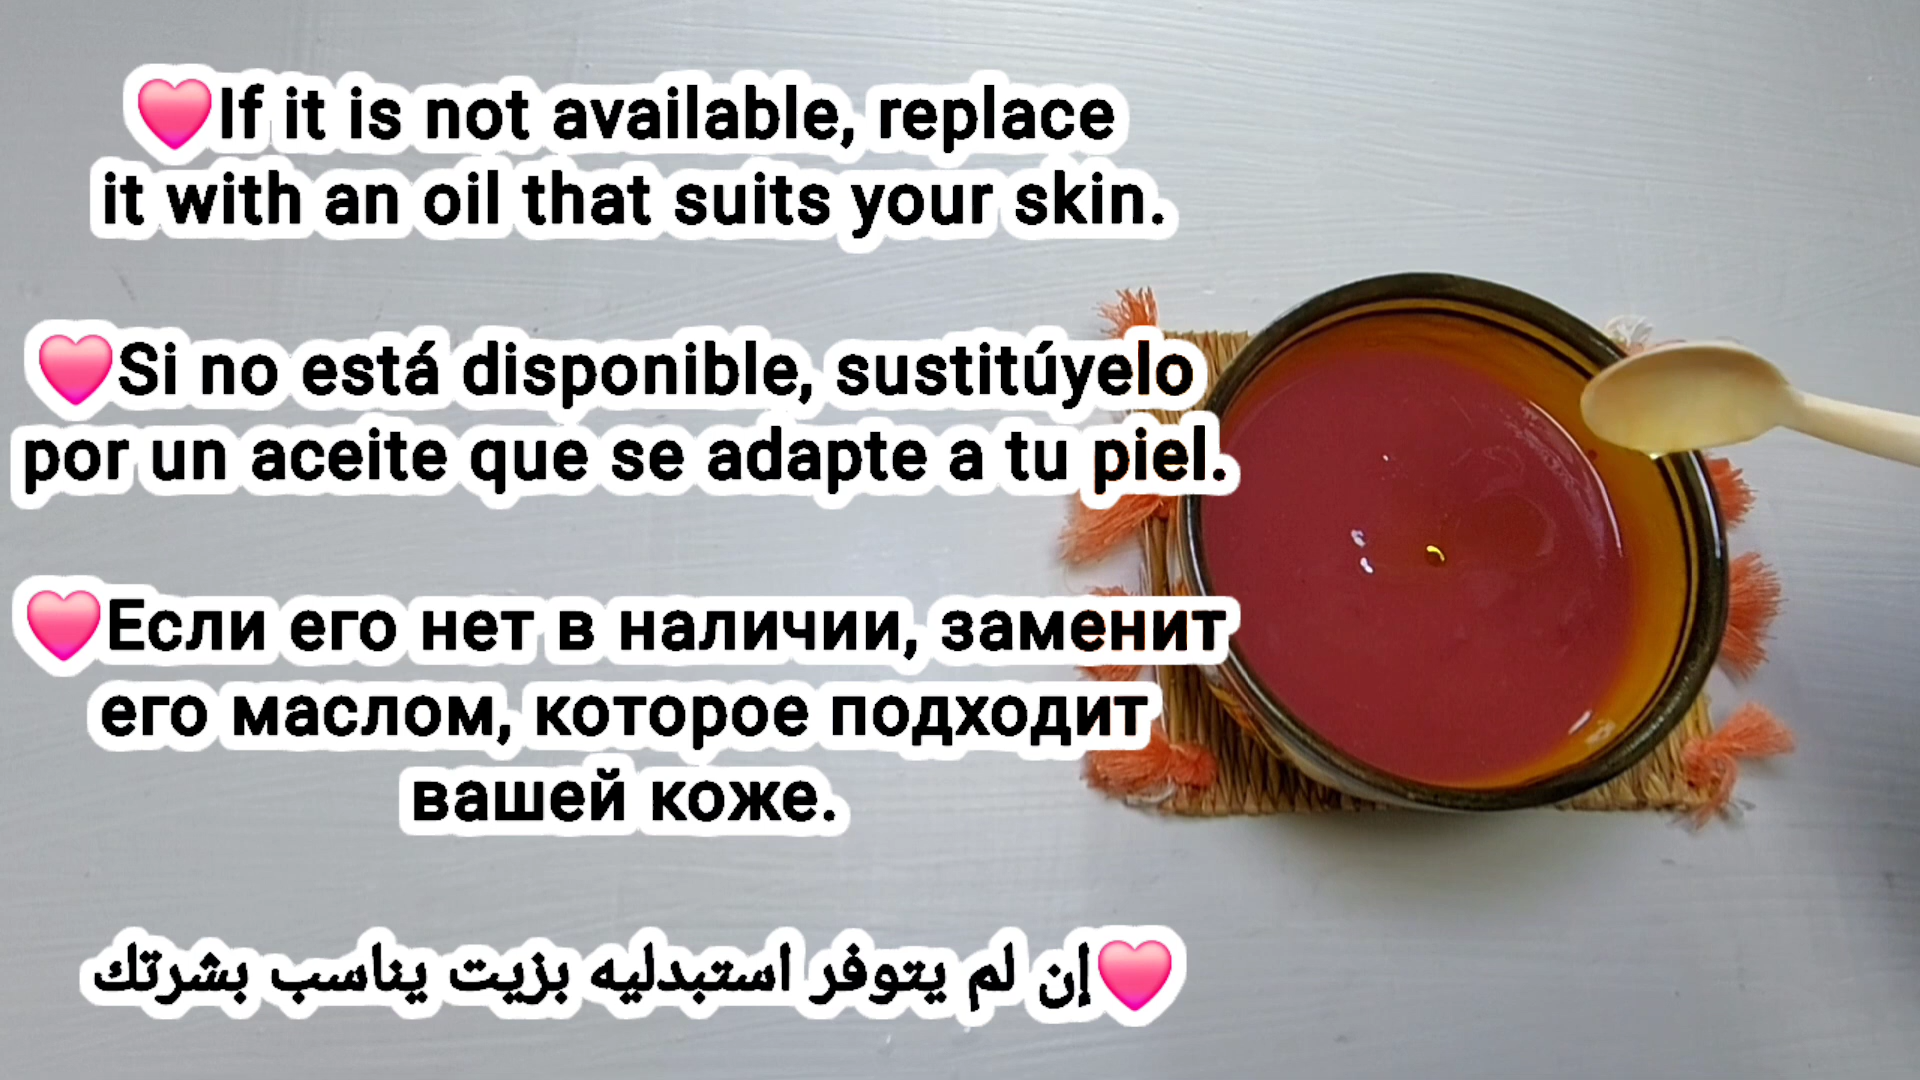 🩷If it is not available, replace
it with an oil that suits your skin.
🩷Si no está disponible, sustitúyelo
por un aceite que se adapte a tu piel.
🩷Если его нет в наличии, заменит
его маслом, которое подходит
вашей коже.
🩷إن لم يتوفر استبدليه بزيت يناسب بشرتك